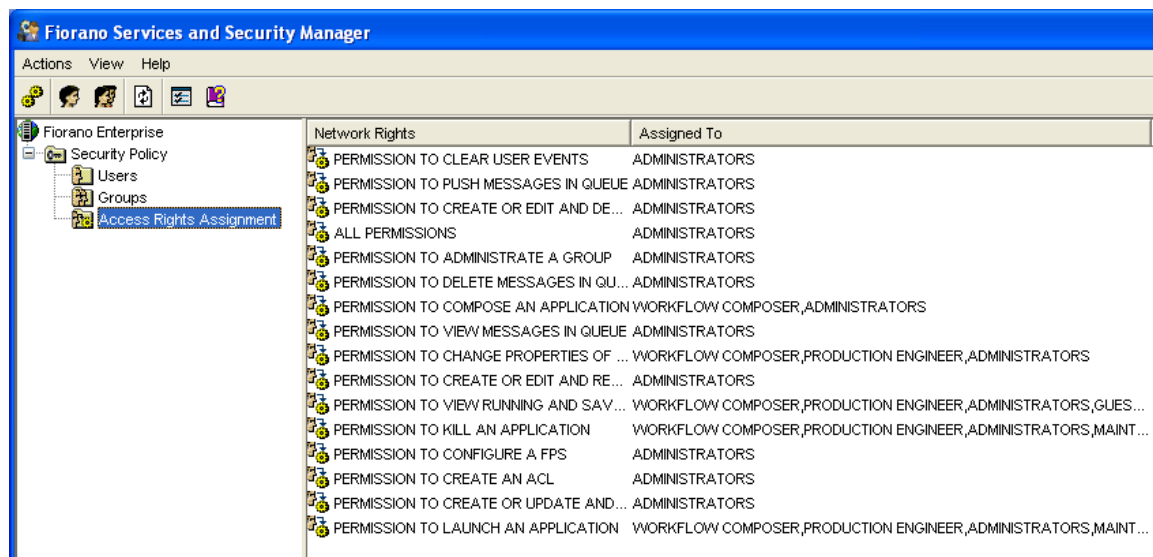 Fiorano Services and Security Manager
Actions View Help
Fiorano Enterprise
Security Policy
Users
Groups
Access Rights Assignment
Network Rights Assigned To
PERMISSION TO CLEAR USER EVENTS ADMINISTRATORS
PERMISSION TO PUSH MESSAGES IN QUEUE ADMINISTRATORS
PERMISSION TO CREATE OR EDIT AND DE... ADMINISTRATORS
ALL PERMISSIONS ADMINISTRATORS
PERMISSION TO ADMINISTRATE A GROUP ADMINISTRATORS
PERMISSION TO DELETE MESSAGES IN QU... ADMINISTRATORS
PERMISSION TO COMPOSE AN APPLICATION WORKFLOW COMPOSER,ADMINISTRATORS
PERMISSION TO VIEW MESSAGES IN QUEUE ADMINISTRATORS
PERMISSION TO CHANGE PROPERTIES OF ... WORKFLOW COMPOSER,PRODUCTION ENGINEER,ADMINISTRATORS
PERMISSION TO CREATE OR EDIT AND RE... ADMINISTRATORS
PERMISSION TO VIEW RUNNING AND SAV... WORKFLOW COMPOSER,PRODUCTION ENGINEER,ADMINISTRATORS,GUES...
PERMISSION TO KILL AN APPLICATION WORKFLOW COMPOSER,PRODUCTION ENGINEER,ADMINISTRATORS,MAINT...
PERMISSION TO CONFIGURE A FPS ADMINISTRATORS
PERMISSION TO CREATE AN ACL ADMINISTRATORS
PERMISSION TO CREATE OR UPDATE AND... ADMINISTRATORS
PERMISSION TO LAUNCH AN APPLICATION WORKFLOW COMPOSER,PRODUCTION ENGINEER,ADMINISTRATORS,MAINT...